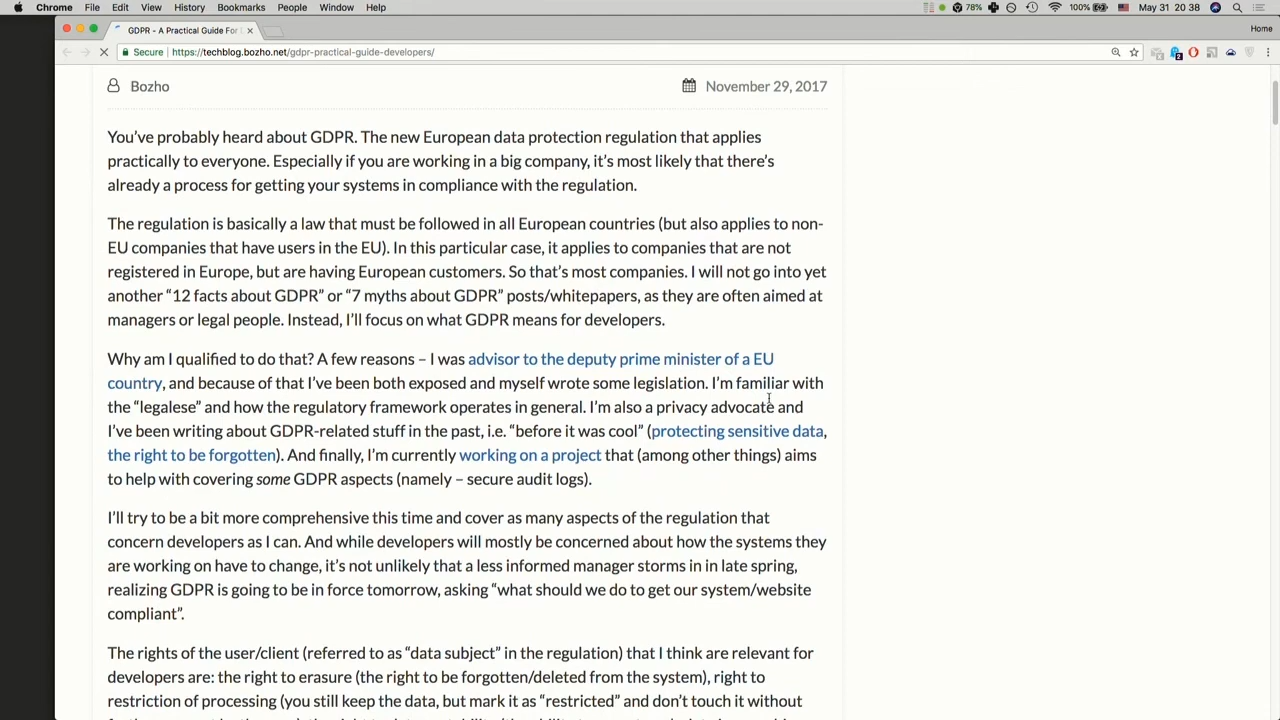 Chrome File Edit View History Bookmarks People Window Help 78% 100% May 31 20 38
GDPR - A Practical Guide For Home
Secure https://techblog.bozho.net/gdpr-practical-guide-developers/
Bozho November 29, 2017
You’ve probably heard about GDPR. The new European data protection regulation that applies
practically to everyone. Especially if you are working in a big company, it’s most likely that there’s
already a process for getting your systems in compliance with the regulation.
The regulation is basically a law that must be followed in all European countries (but also applies to non-
EU companies that have users in the EU). In this particular case, it applies to companies that are not
registered in Europe, but are having European customers. So that’s most companies. I will not go into yet
another “12 facts about GDPR” or “7 myths about GDPR” posts/whitepapers, as they are often aimed at
managers or legal people. Instead, I’ll focus on what GDPR means for developers.
Why am I qualified to do that? A few reasons – I was advisor to the deputy prime minister of a EU
country, and because of that I’ve been both exposed and myself wrote some legislation. I’m familiar with
the “legalese” and how the regulatory framework operates in general. I’m also a privacy advocate and
I’ve been writing about GDPR-related stuff in the past, i.e. “before it was cool” (protecting sensitive data,
the right to be forgotten). And finally, I’m currently working on a project that (among other things) aims
to help with covering some GDPR aspects (namely – secure audit logs).
I’ll try to be a bit more comprehensive this time and cover as many aspects of the regulation that
concern developers as I can. And while developers will mostly be concerned about how the systems they
are working on have to change, it’s not unlikely that a less informed manager storms in in late spring,
realizing GDPR is going to be in force tomorrow, asking “what should we do to get our system/website
compliant”.
The rights of the user/client (referred to as “data subject” in the regulation) that I think are relevant for
developers are: the right to erasure (the right to be forgotten/deleted from the system), right to
restriction of processing (you still keep the data, but mark it as “restricted” and don’t touch it without